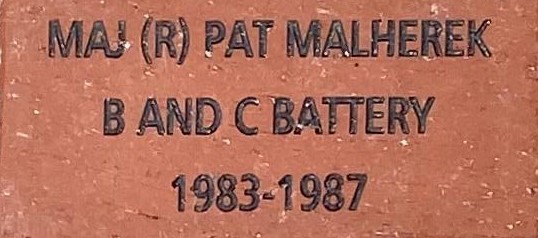 MAJ (R) PAT MALHEREK
B AND C BATTERY
1983-1987